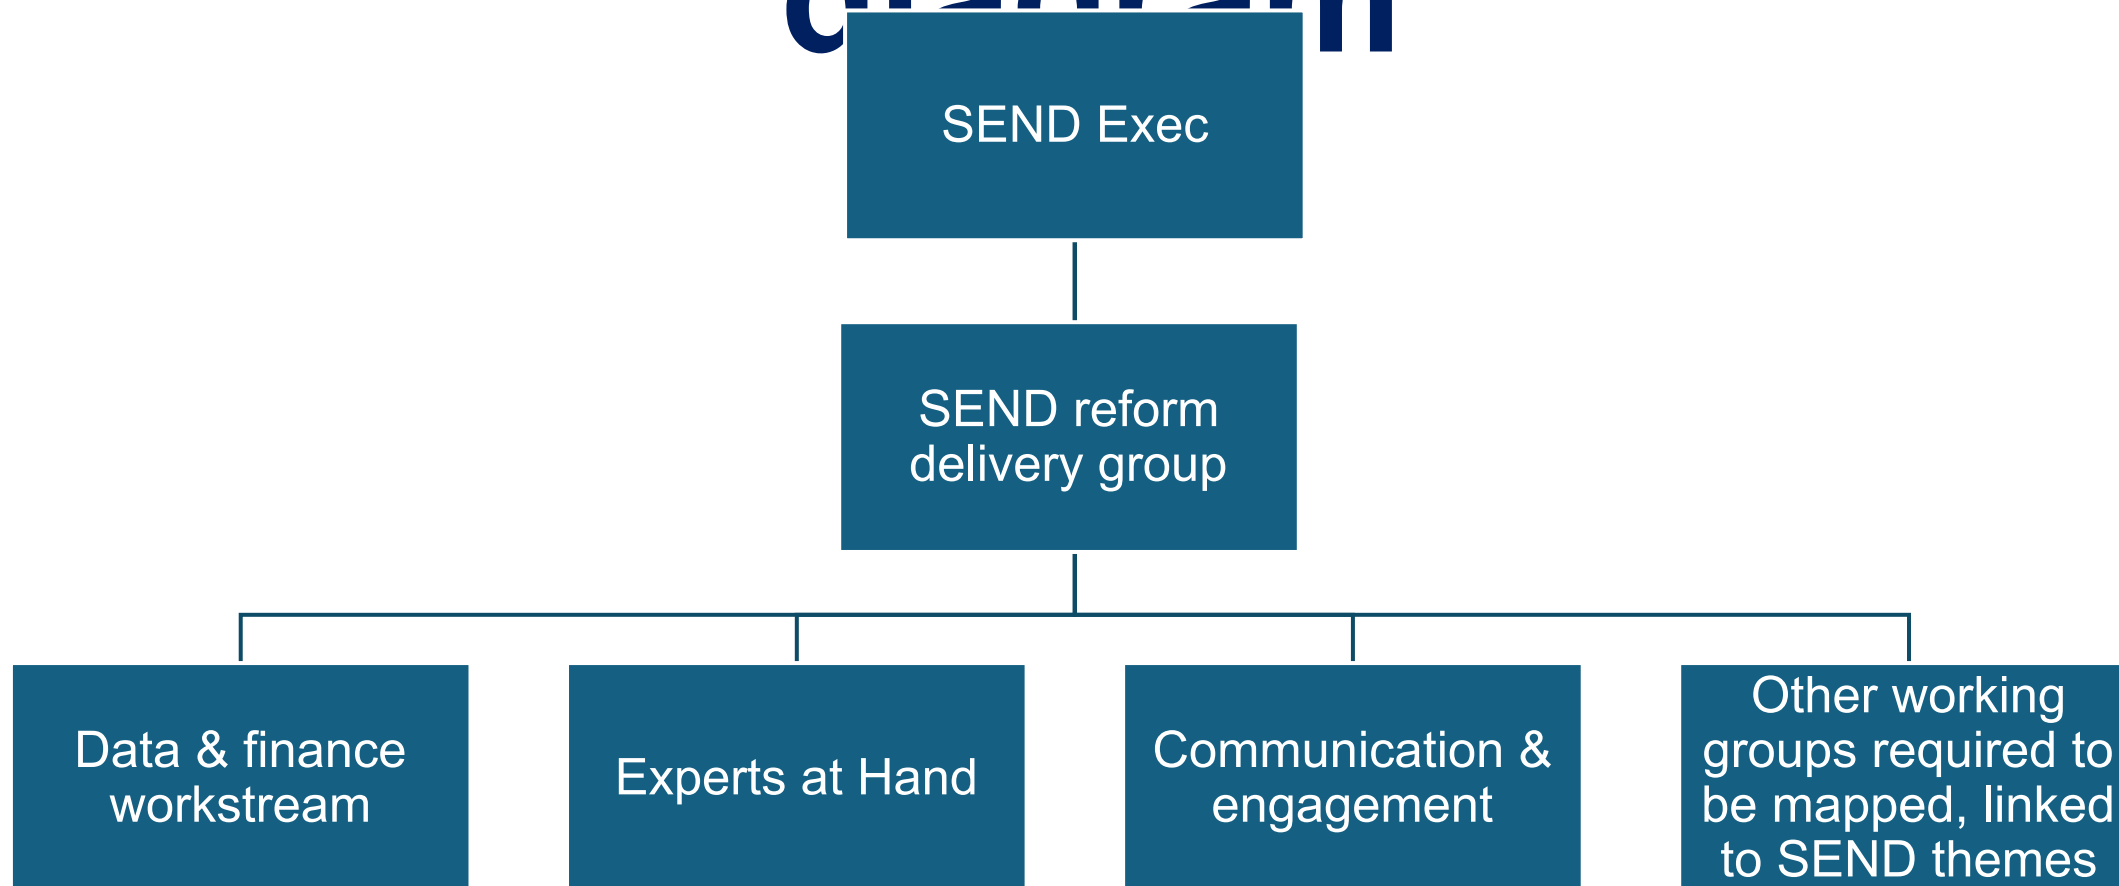 diagram
SEND Exec
SEND reform
delivery group
Data & finance
workstream
Experts at Hand
Communication &
engagement
Other working
groups required to
be mapped, linked
to SEND themes